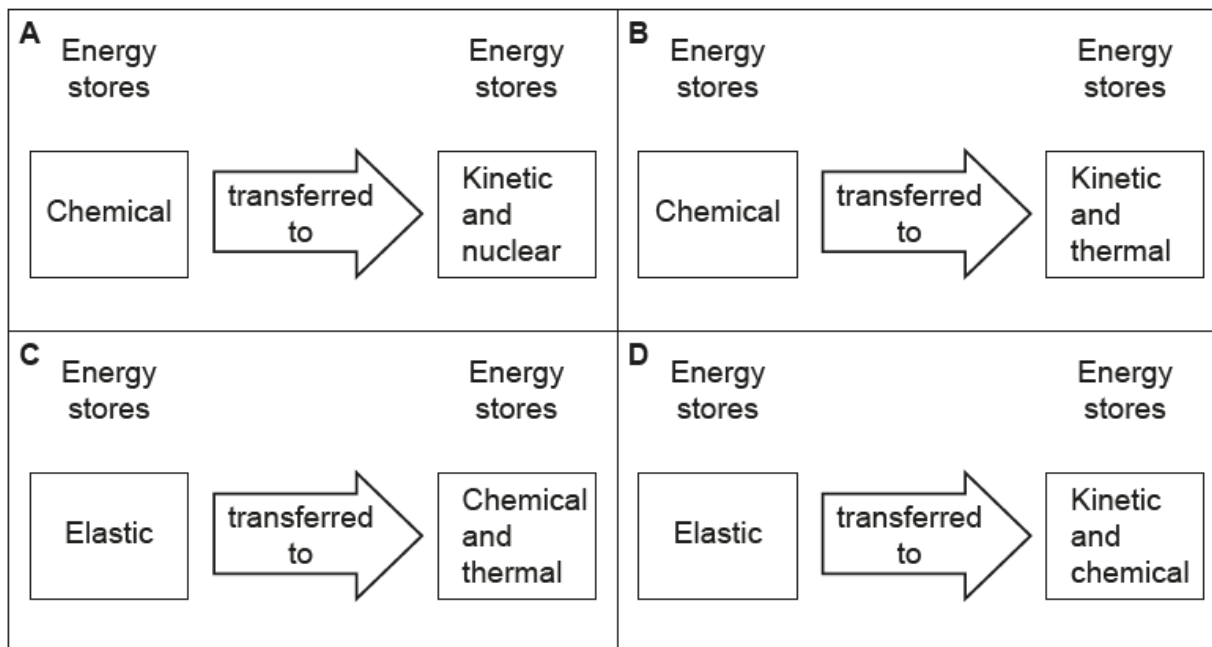 A
Energy
stores
Energy
stores
Chemical
transferred
to
Kinetic
and
nuclear
B
Energy
stores
Energy
stores
Chemical
transferred
to
Kinetic
and
thermal
C
Energy
stores
Energy
stores
Elastic
transferred
to
Chemical
and
thermal
D
Energy
stores
Energy
stores
Elastic
transferred
to
Kinetic
and
chemical